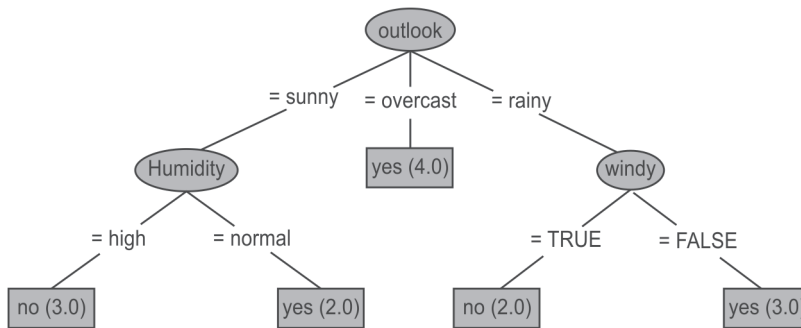 outlook
= sunny
= overcast
= rainy
Humidity
yes (4.0)
windy
= high
= normal
= TRUE
= FALSE
no (3.0)
yes (2.0)
no (2.0)
yes (3.0